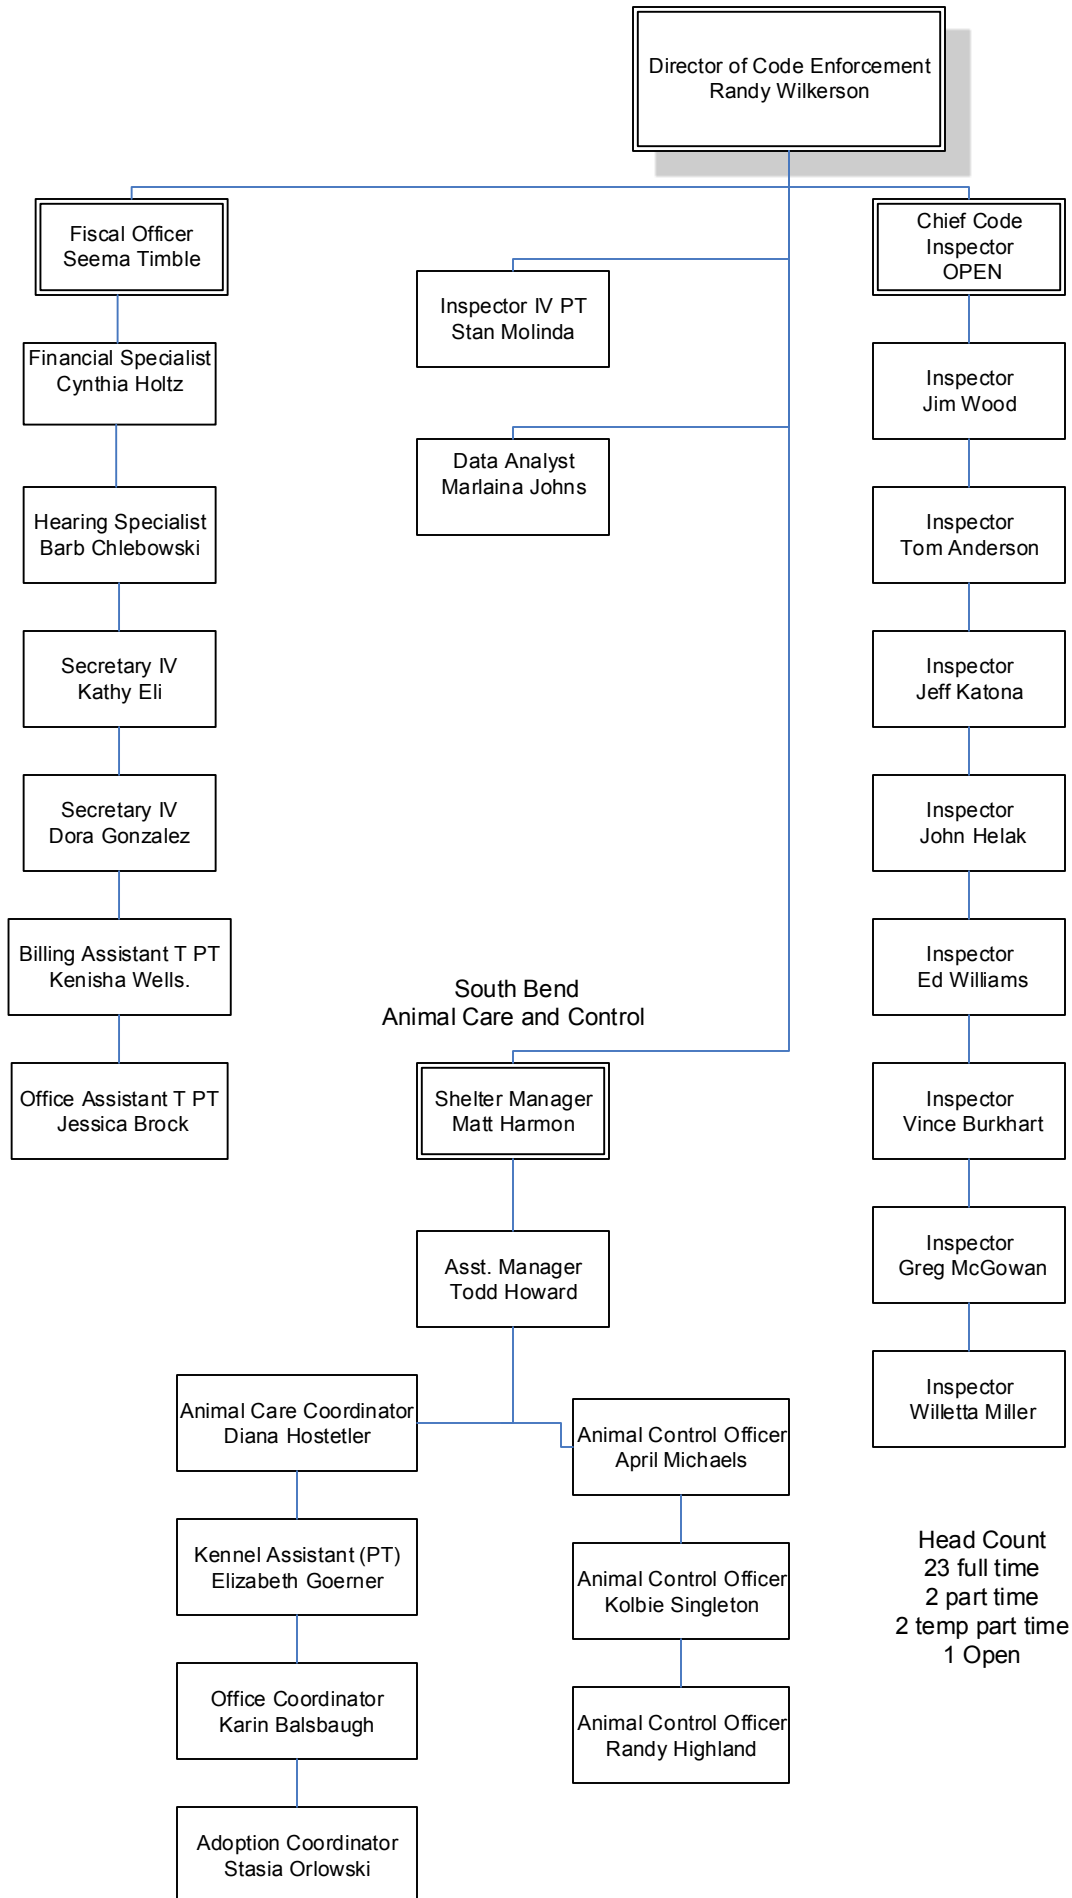 Director of Code Enforcement
Randy Wilkerson
Fiscal Officer
Seema Timble
Financial Specialist
Cynthia Holtz
Hearing Specialist
Barb Chlebowski
Secretary IV
Kathy Eli
Secretary IV
Dora Gonzalez
Billing Assistant T PT
Kenisha Wells.
Office Assistant T PT
Jessica Brock
Inspector IV PT
Stan Molinda
Data Analyst
Marlaina Johns
South Bend
Animal Care and Control
Shelter Manager
Matt Harmon
Asst. Manager
Todd Howard
Animal Care Coordinator
Diana Hostetler
Kennel Assistant (PT)
Elizabeth Goerner
Office Coordinator
Karin Balsbaugh
Adoption Coordinator
Stasia Orlowski
Animal Control Officer
April Michaels
Animal Control Officer
Kolbie Singleton
Animal Control Officer
Randy Highland
Chief Code
Inspector
OPEN
Inspector
Jim Wood
Inspector
Tom Anderson
Inspector
Jeff Katona
Inspector
John Helak
Inspector
Ed Williams
Inspector
Vince Burkhart
Inspector
Greg McGowan
Inspector
Willetta Miller
Head Count
23 full time
2 part time
2 temp part time
1 Open